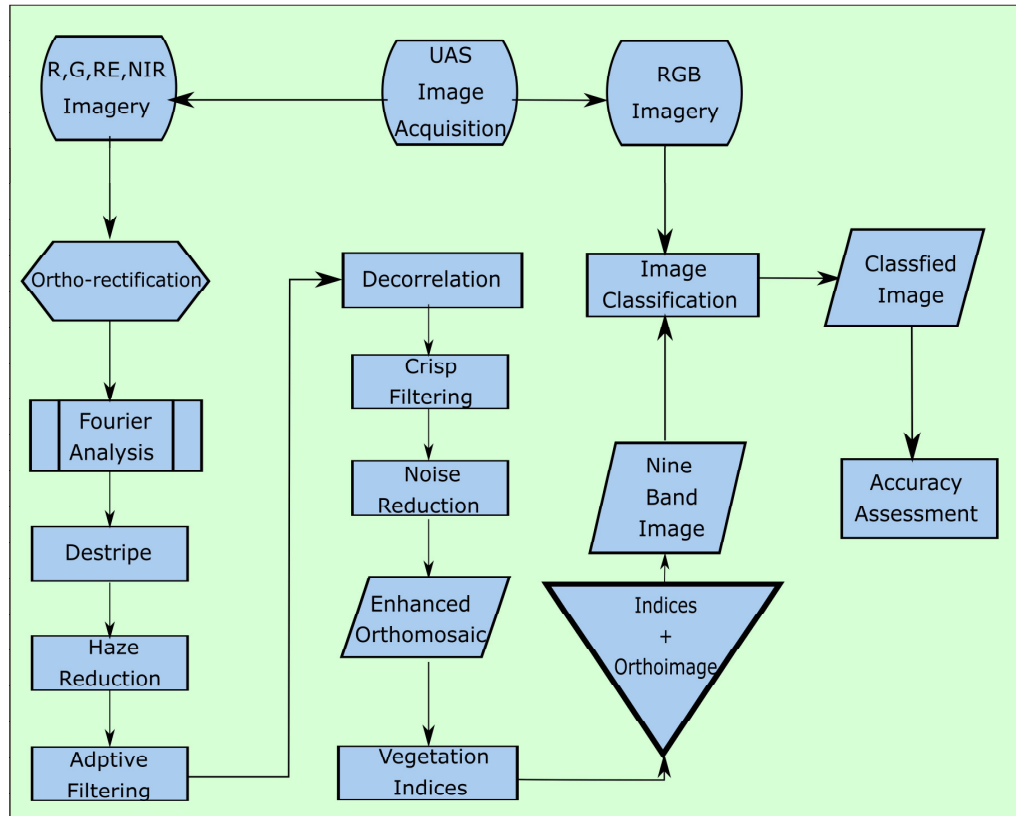 R,G,RE,NIR
Imagery
UAS
Image
Acquisition
RGB
Imagery
Ortho-rectification
Fourier
Analysis
Destripe
Haze
Reduction
Adptive
Filtering
Decorrelation
Crisp
Filtering
Noise
Reduction
Enhanced
Orthomosaic
Vegetation
Indices
Indices
+
Orthoimage
Nine
Band
Image
Image
Classification
Classfied
Image
Accuracy
Assessment